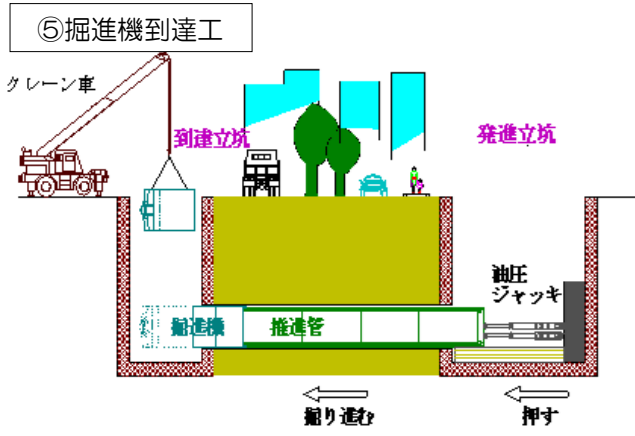 ⑤掘進機到達工
クレーン車
到達立坑
発進立坑
油圧
ジャッキ
掘進機
推進管
掘り進む
押す